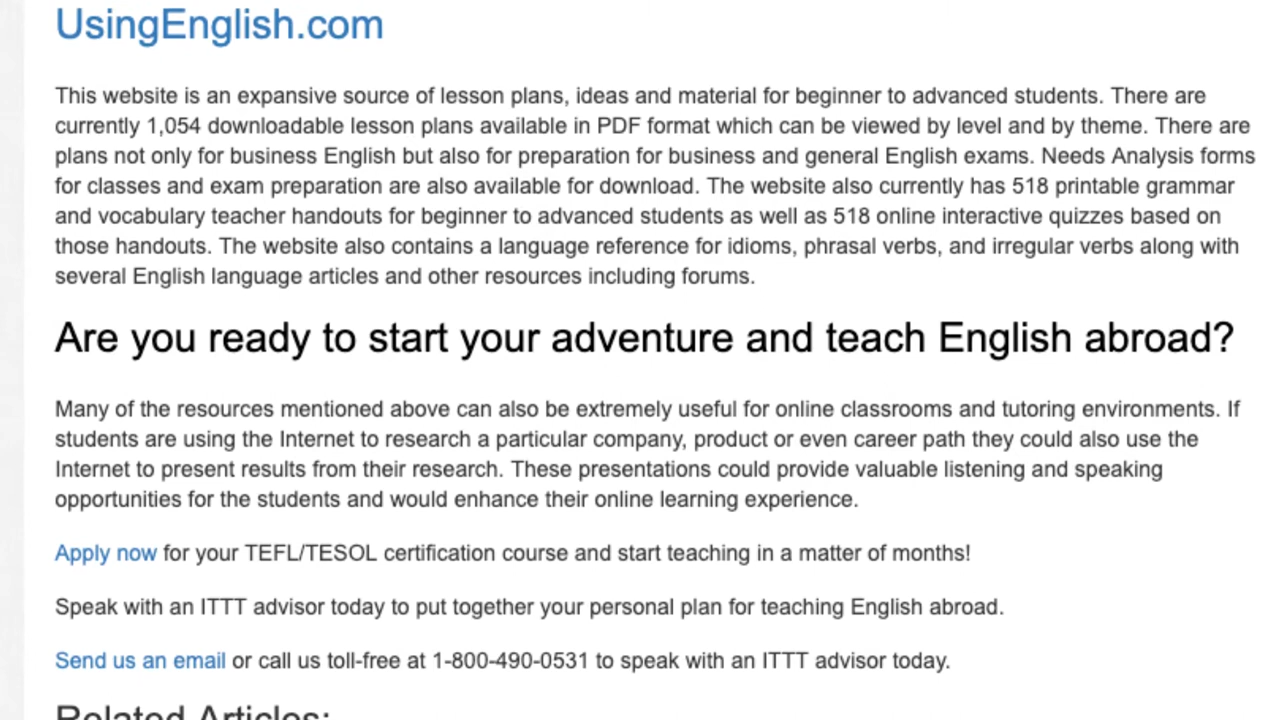 UsingEnglish.com
This website is an expansive source of lesson plans, ideas and material for beginner to advanced students. There are
currently 1,054 downloadable lesson plans available in PDF format which can be viewed by level and by theme. There are
plans not only for business English but also for preparation for business and general English exams. Needs Analysis forms
for classes and exam preparation are also available for download. The website also currently has 518 printable grammar
and vocabulary teacher handouts for beginner to advanced students as well as 518 online interactive quizzes based on
those handouts. The website also contains a language reference for idioms, phrasal verbs, and irregular verbs along with
several English language articles and other resources including forums.
Are you ready to start your adventure and teach English abroad?
Many of the resources mentioned above can also be extremely useful for online classrooms and tutoring environments. If
students are using the Internet to research a particular company, product or even career path they could also use the
Internet to present results from their research. These presentations could provide valuable listening and speaking
opportunities for the students and would enhance their online learning experience.
Apply now for your TEFL/TESOL certification course and start teaching in a matter of months!
Speak with an ITTT advisor today to put together your personal plan for teaching English abroad.
Send us an email or call us toll-free at 1-800-490-0531 to speak with an ITTT advisor today.
Related Articles: